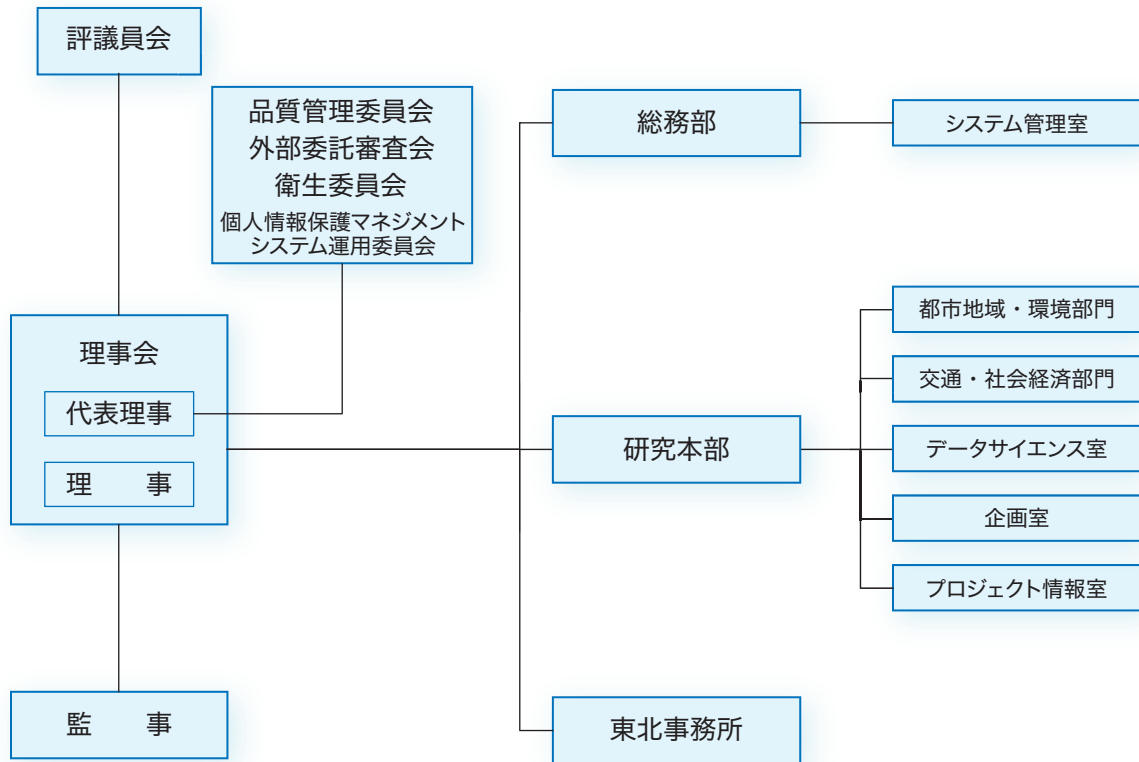 評議員会
品質管理委員会
外部委託審査会
衛生委員会
個人情報保護マネジメント
システム運用委員会
理事会
代表理事
理　事
監　事
総務部
システム管理室
研究本部
都市地域・環境部門
交通・社会経済部門
データサイエンス室
企画室
プロジェクト情報室
東北事務所